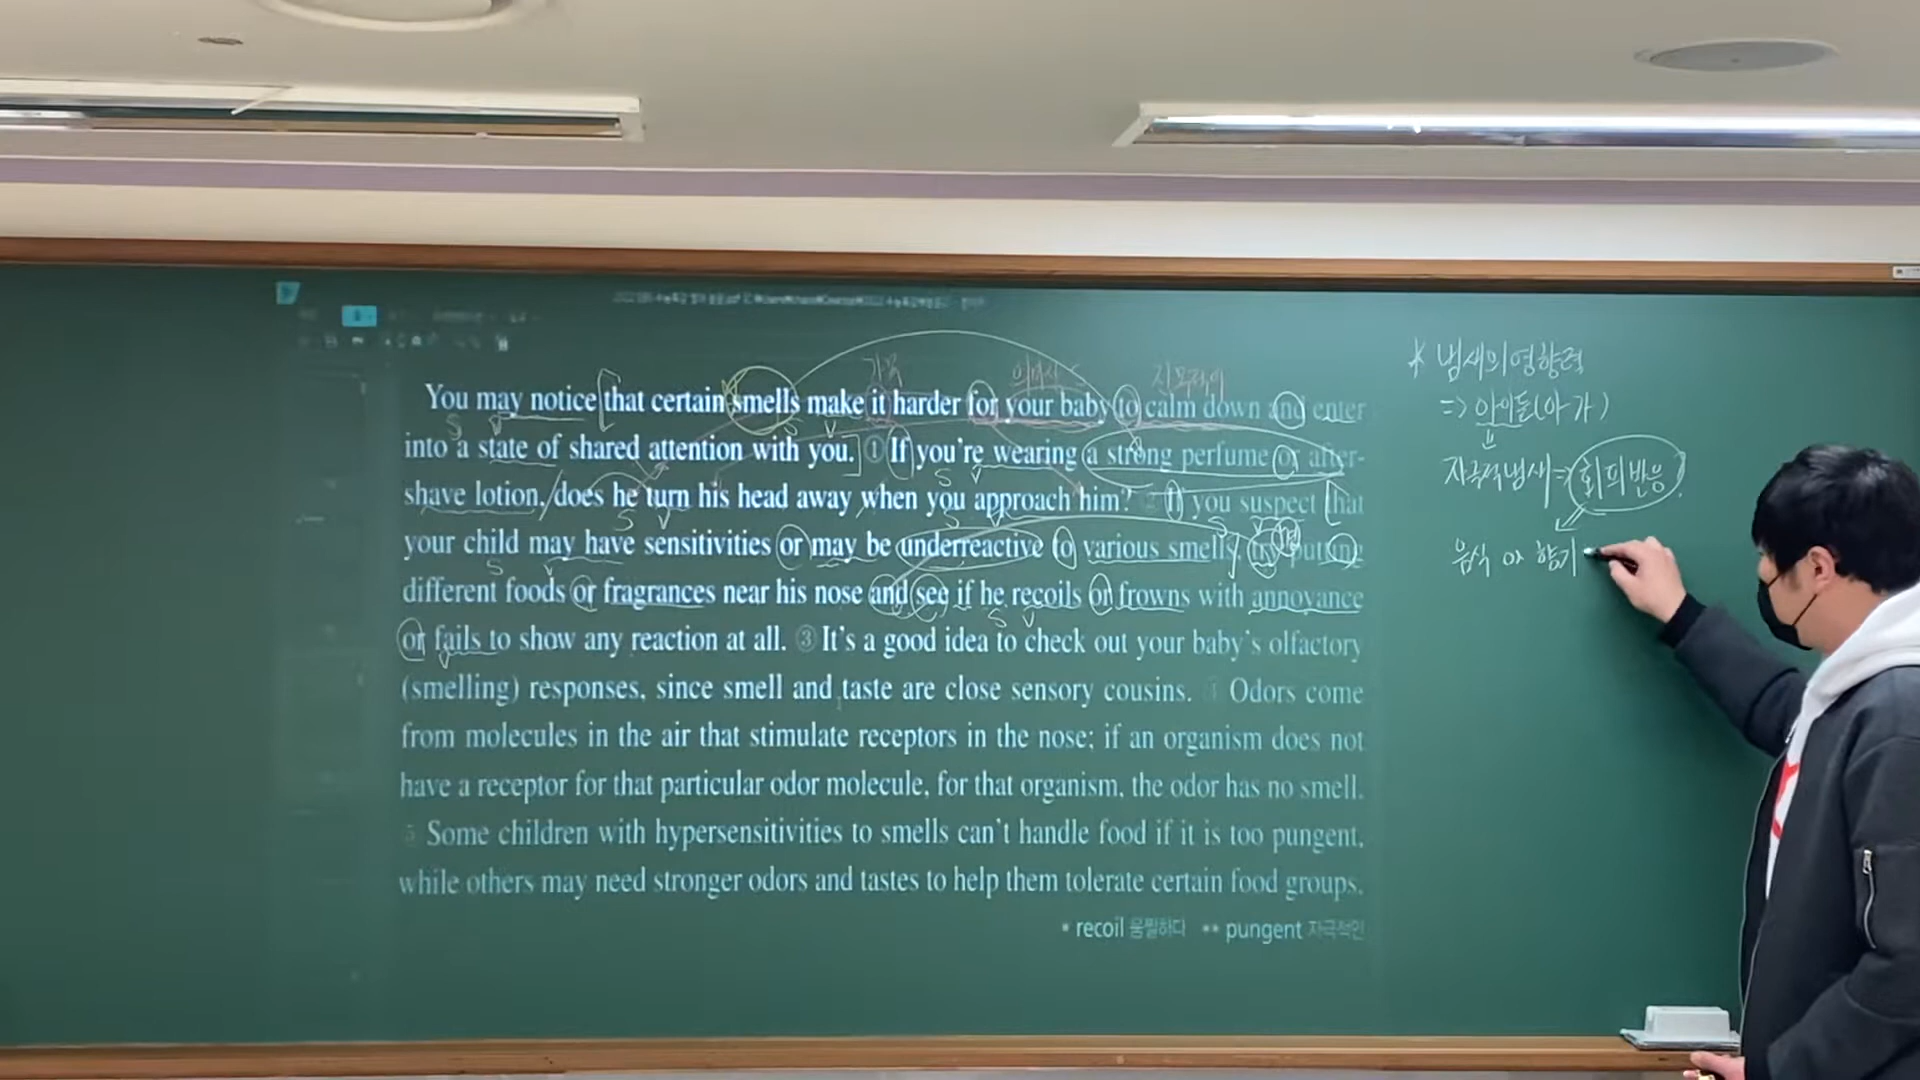 You may notice that certain smells make it harder for your baby to calm down and enter
into a state of shared attention with you. ① If you're wearing a strong perfume or after-
shave lotion, does he turn his head away when you approach him? ② If you suspect that
your child may have sensitivities or may be underreactive to various smells, try putting
different foods or fragrances near his nose and see if he recoils or frowns with annoyance
or fails to show any reaction at all. ③ It's a good idea to check out your baby's olfactory
(smelling) responses, since smell and taste are close sensory cousins. ④ Odors come
from molecules in the air that stimulate receptors in the nose; if an organism does not
have a receptor for that particular odor molecule, for that organism, the odor has no smell.
⑤ Some children with hypersensitivities to smells can't handle food if it is too pungent,
while others may need stronger odors and tastes to help them tolerate certain food groups.
* recoil 움찔하다 ** pungent 자극적인
* 냄새의 영향력
=> 아이들(아가)
자극적 냄새 => 회피반응
음식 or 향기